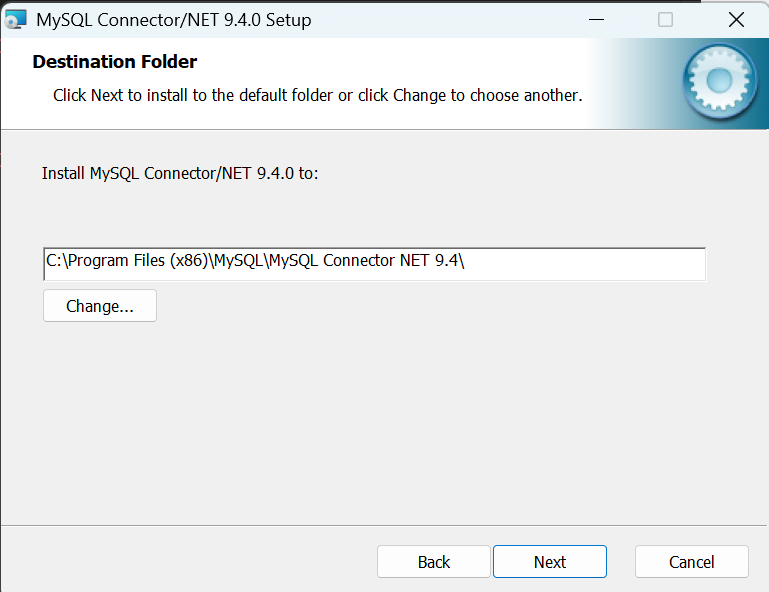 MySQL Connector/NET 9.4.0 Setup
Destination Folder
Click Next to install to the default folder or click Change to choose another.
Install MySQL Connector/NET 9.4.0 to:
C:\Program Files (x86)\MySQL\MySQL Connector NET 9.4\
Change...
Back Next Cancel